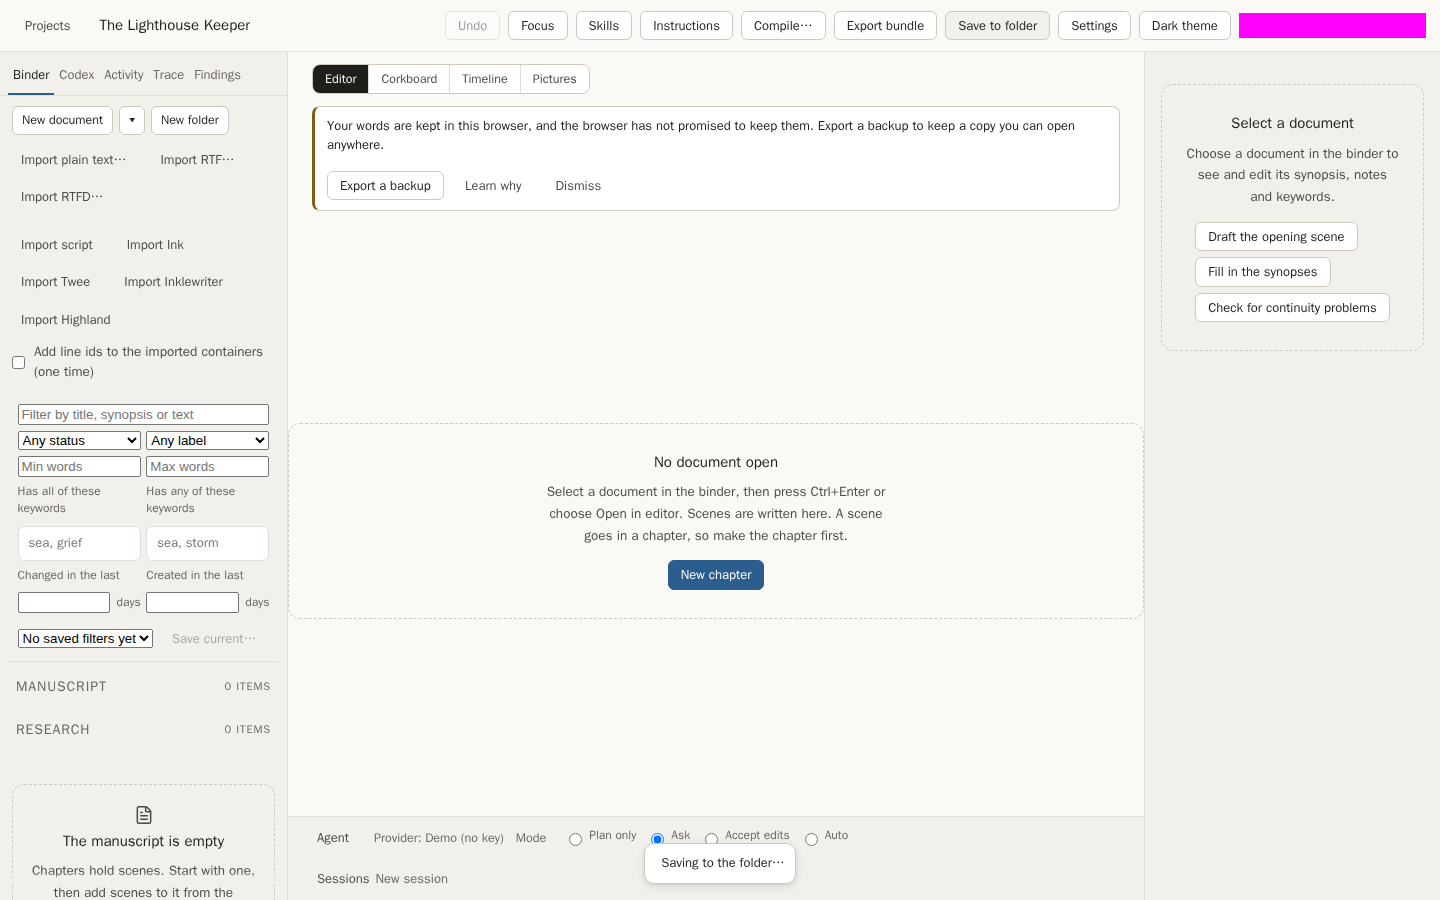 Projects
The Lighthouse Keeper
Undo
Focus
Skills
Instructions
Compile…
Export bundle
Save to folder
Settings
Dark theme
Binder
Codex
Activity
Trace
Findings
New document
▾
New folder
Import plain text…
Import RTF…
Import RTFD…
Import script
Import Ink
Import Twee
Import Inklewriter
Import Highland
Add line ids to the imported containers
(one time)
Filter by title, synopsis or text
Any status
Any label
Min words
Max words
Has all of these
keywords
Has any of these
keywords
sea, grief
sea, storm
Changed in the last
Created in the last
days
days
No saved filters yet
Save current…
MANUSCRIPT
0 ITEMS
RESEARCH
0 ITEMS
The manuscript is empty
Chapters hold scenes. Start with one,
then add scenes to it from the
Editor
Corkboard
Timeline
Pictures
Your words are kept in this browser, and the browser has not promised to keep them. Export a backup to keep a copy you can open
anywhere.
Export a backup
Learn why
Dismiss
No document open
Select a document in the binder, then press Ctrl+Enter or
choose Open in editor. Scenes are written here. A scene
goes in a chapter, so make the chapter first.
New chapter
Agent
Provider: Demo (no key)
Mode
Plan only
Ask
Accept edits
Auto
Saving to the folder…
Sessions
New session
Select a document
Choose a document in the binder to
see and edit its synopsis, notes
and keywords.
Draft the opening scene
Fill in the synopses
Check for continuity problems